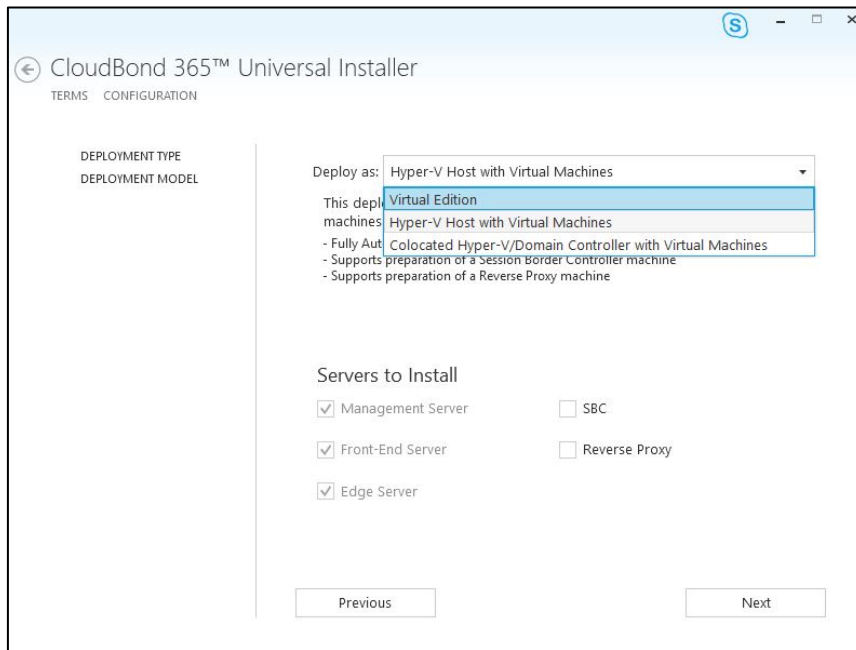 S
CloudBond 365™ Universal Installer
TERMS CONFIGURATION
DEPLOYMENT TYPE
DEPLOYMENT MODEL
Deploy as: Hyper-V Host with Virtual Machines
This depl
Virtual Edition
machines
Hyper-V Host with Virtual Machines
- Fully Aut
Colocated Hyper-V/Domain Controller with Virtual Machines
- Supports preparation of a Session Border Controller machine
- Supports preparation of a Reverse Proxy machine
Servers to Install
Management Server SBC
Front-End Server Reverse Proxy
Edge Server
Previous Next